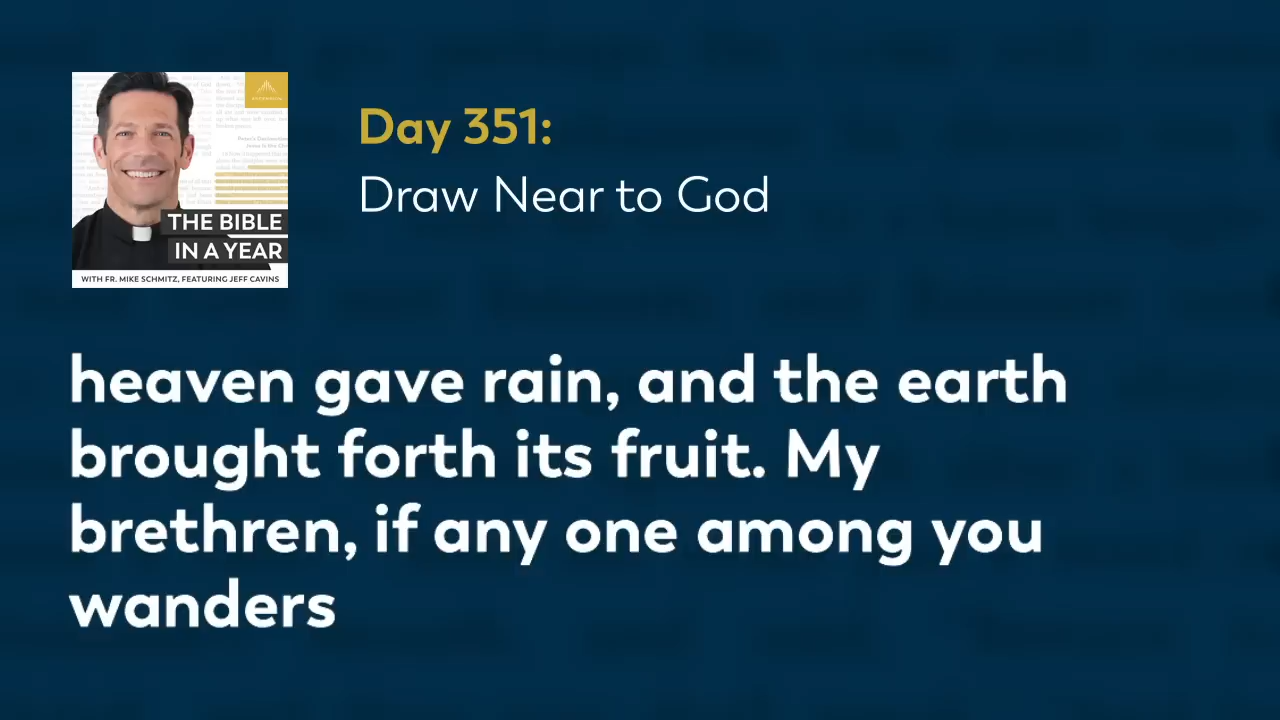 Day 351:
Draw Near to God
THE BIBLE
IN A YEAR
WITH FR. MIKE SCHMITZ, FEATURING JEFF CAVINS
heaven gave rain, and the earth
brought forth its fruit. My
brethren, if any one among you
wanders